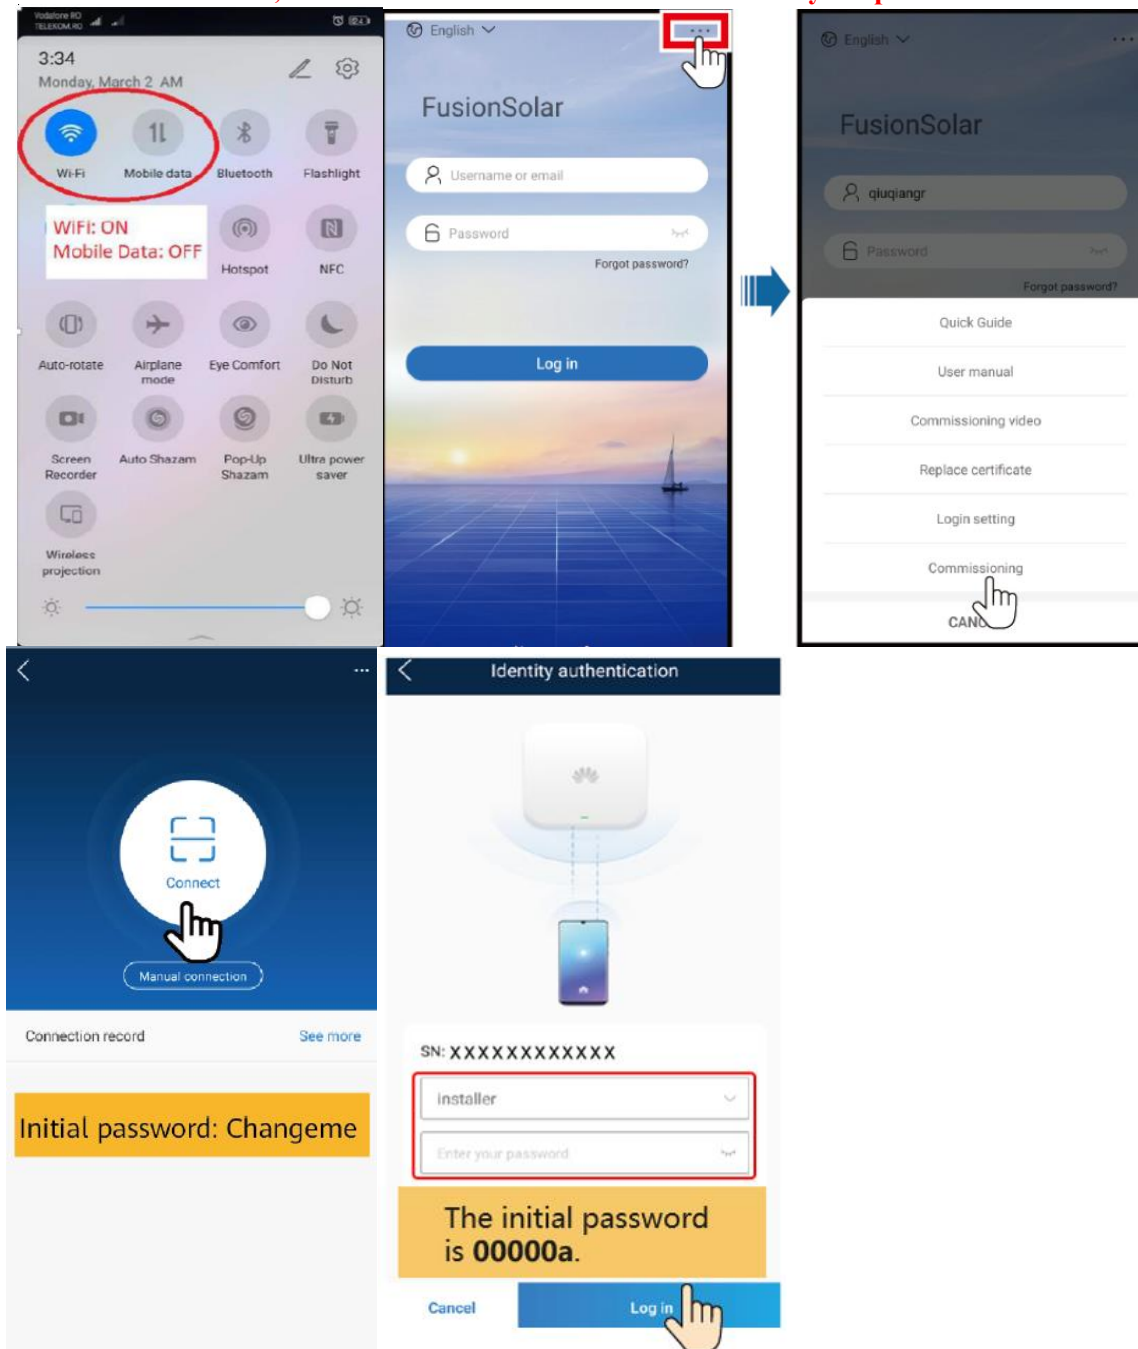 Vodafone RO
TELEKOM.RO
3:34
Monday, March 2 AM
Wi-Fi
Mobile data
Bluetooth
Flashlight
WiFi: ON
Mobile Data: OFF
Hotspot
NFC
Auto-rotate
Airplane mode
Eye Comfort
Do Not Disturb
Screen Recorder
Auto Shazam
Pop-Up Shazam
Ultra power saver
Wireless projection
English
FusionSolar
Username or email
Password
Forgot password?
Log in
English
FusionSolar
qiuqiangr
Password
Forgot password?
Quick Guide
User manual
Commissioning video
Replace certificate
Login setting
Commissioning
CANC
Connect
Manual connection
Connection record
See more
Initial password: Changeme
Identity authentication
SN: XXXXXXXXXXXX
installer
Enter your password
The initial password
is 00000a.
Cancel
Log in